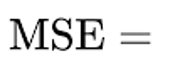 MSE =